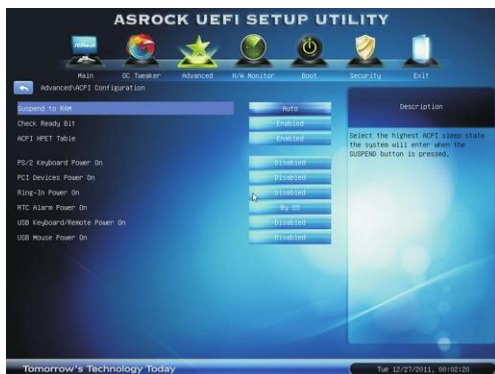 ASROCK UEFI SETUP UTILITY
Main OC Tweaker Advanced H/W Monitor Boot Security Exit
Advanced\ACPI Configuration
Suspend to RAM Auto
Description
Check Ready Bit Enabled
ACPI HPET Table Enabled
Select the highest ACPI sleep state
the system will enter when the
SUSPEND button is pressed.
PS/2 Keyboard Power On Disabled
PCI Devices Power On Disabled
Ring-In Power On Disabled
RTC Alarm Power On By OS
USB Keyboard/Remote Power On Disabled
USB Mouse Power On Disabled
Tomorrow's Technology Today
Tue 12/27/2011, 00:02:20